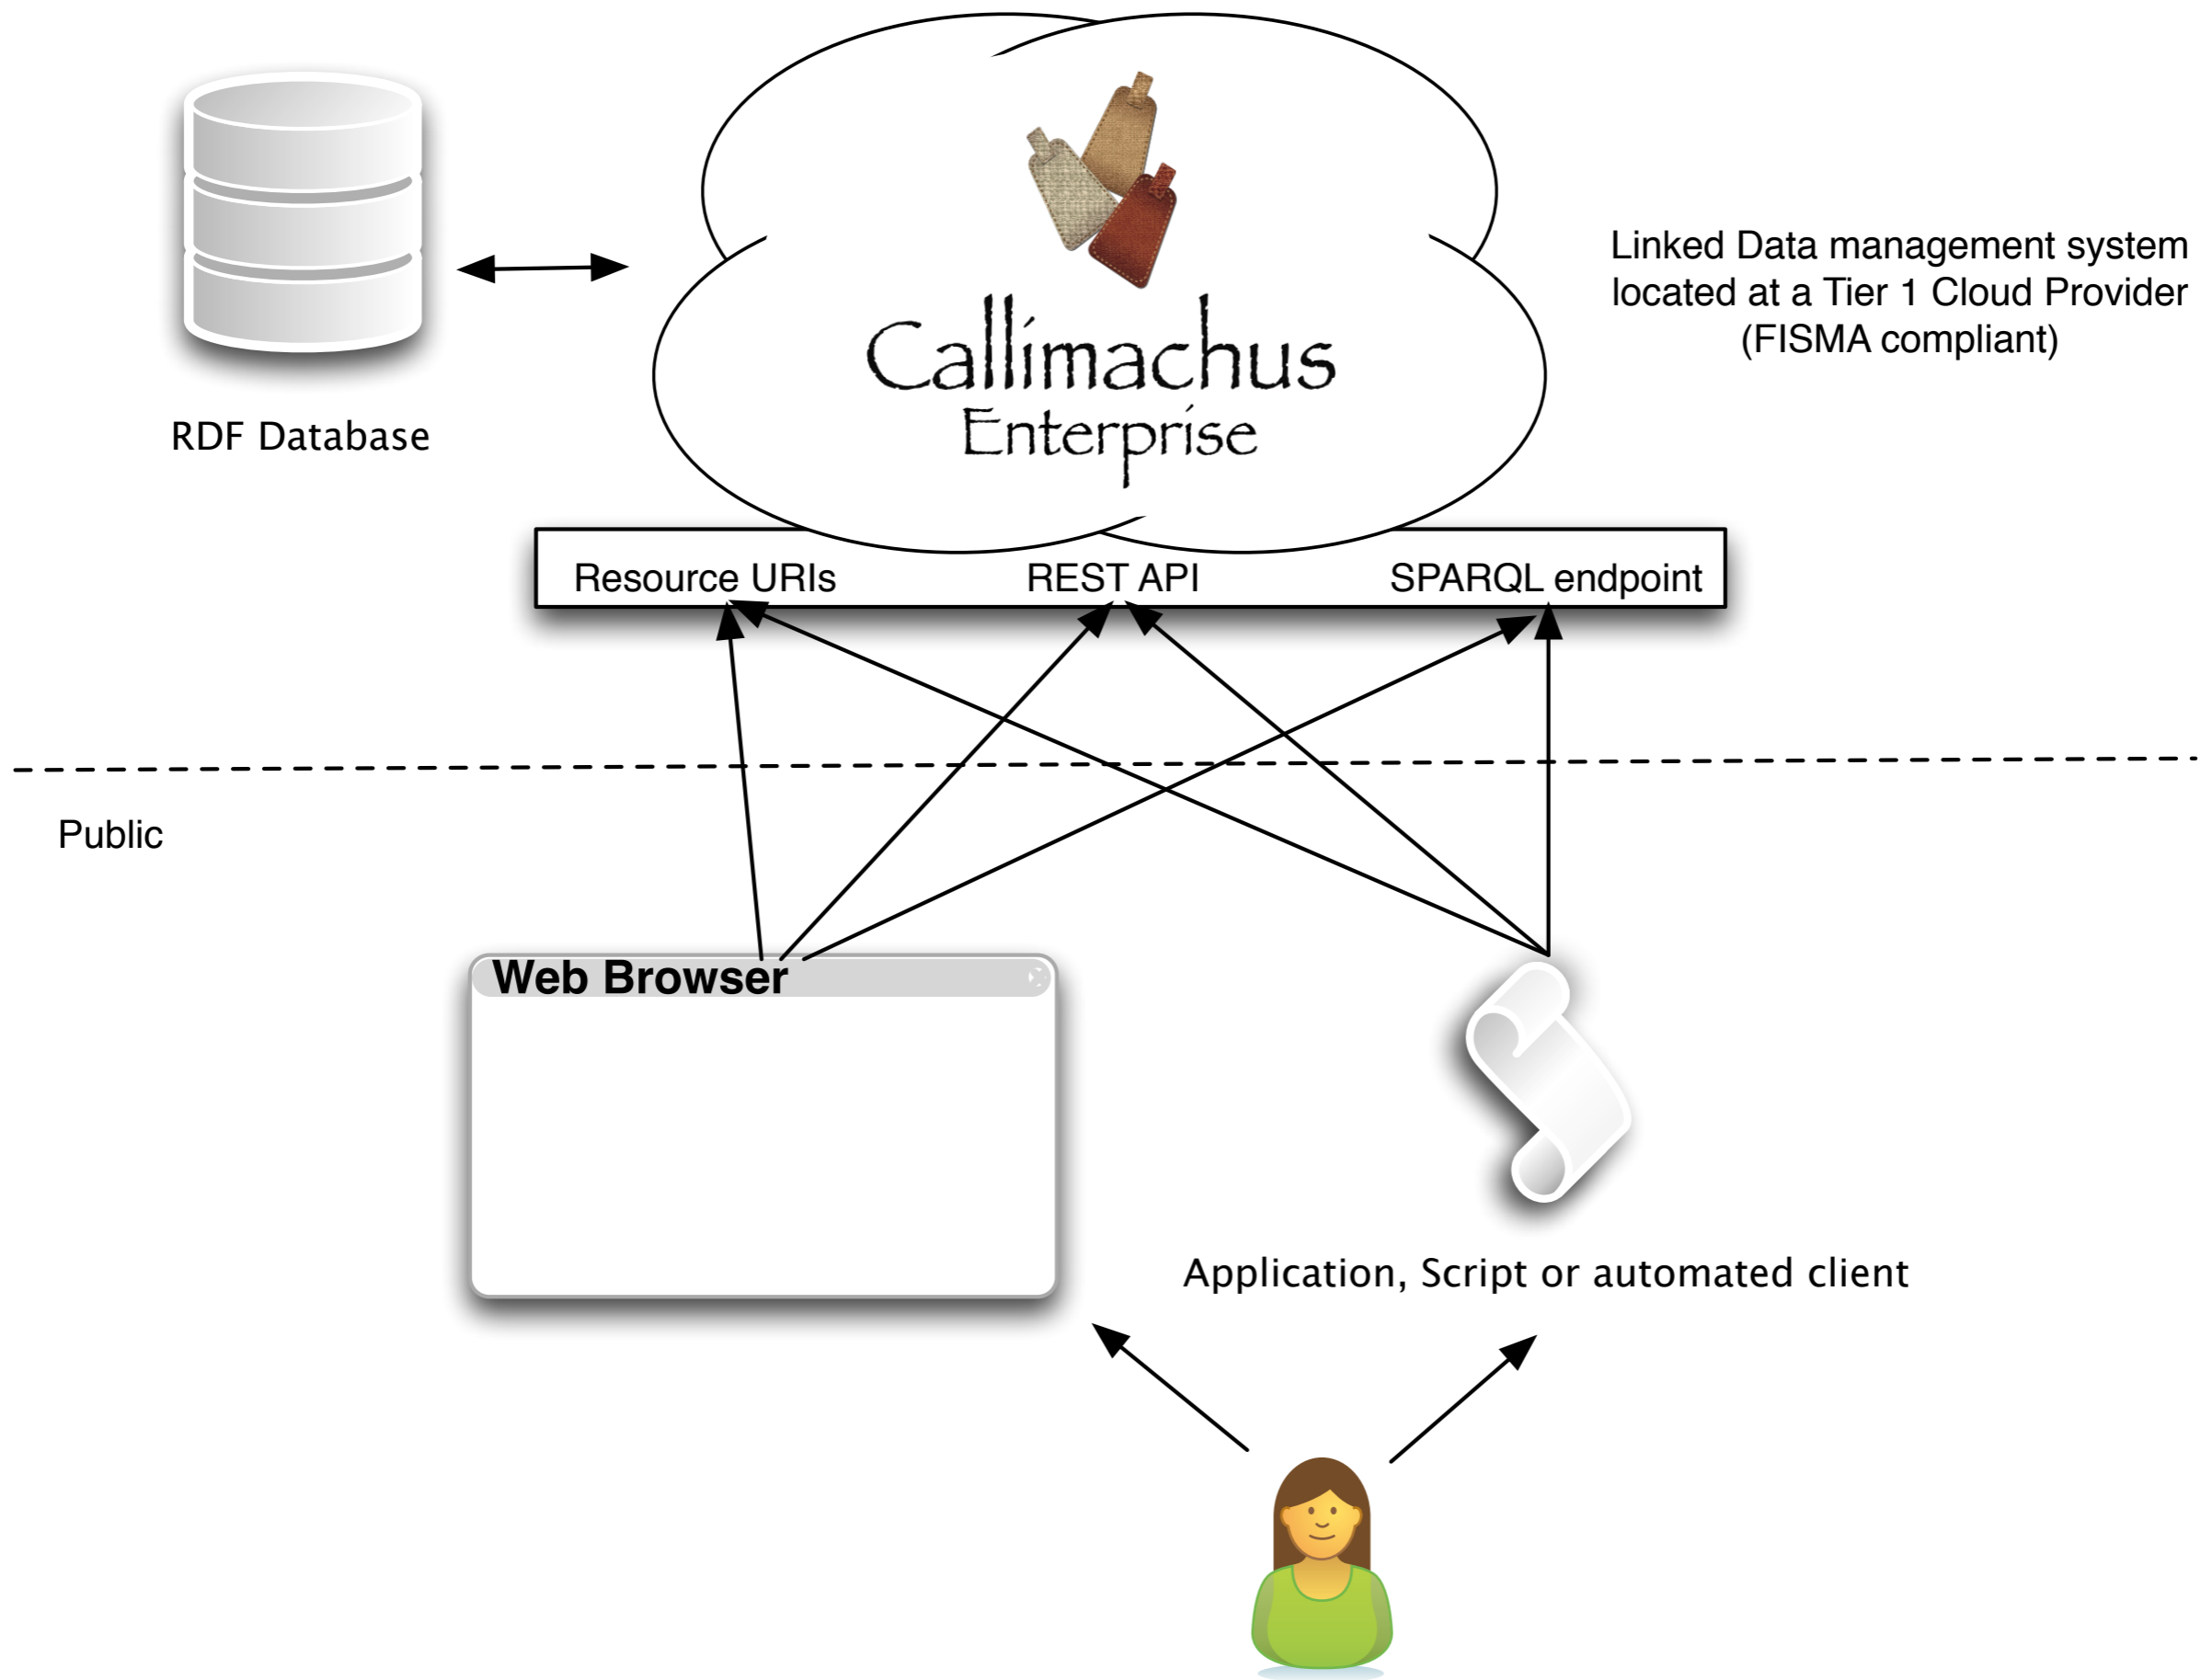 Linked Data management system
located at a Tier 1 Cloud Provider
(FISMA compliant)
Callimachus
Enterprise
RDF Database
Resource URIs
REST API
SPARQL endpoint
Public
Web Browser
Application, Script or automated client